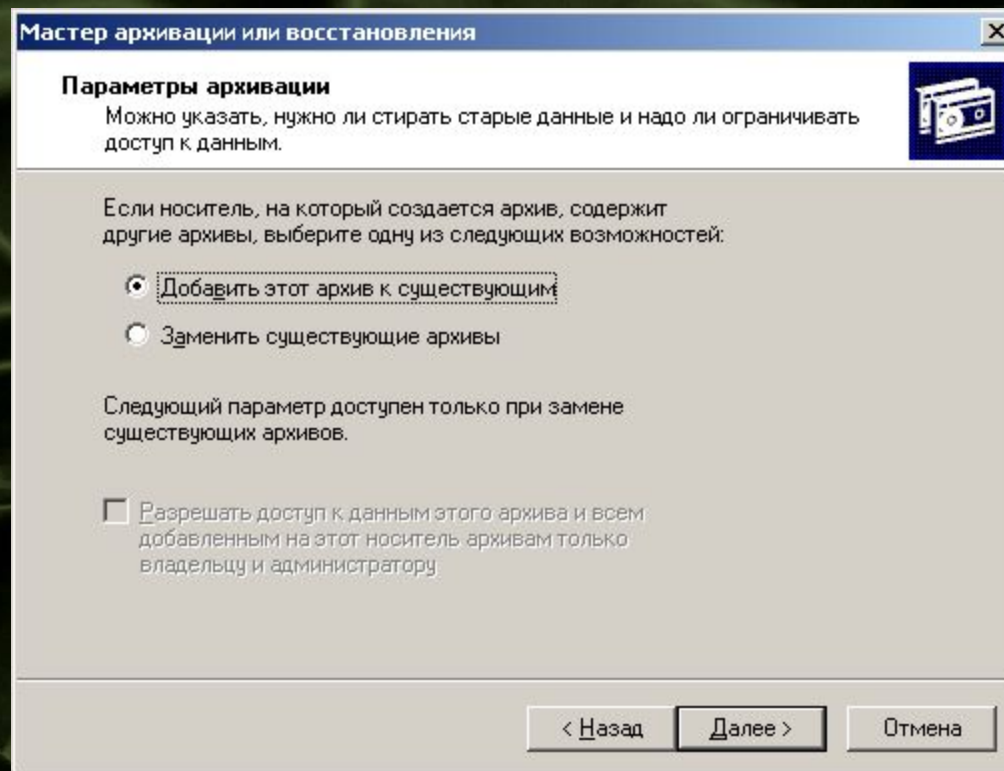 Мастер архивации или восстановления
Параметры архивации
Можно указать, нужно ли стирать старые данные и надо ли ограничивать
доступ к данным.
Если носитель, на который создается архив, содержит
другие архивы, выберите одну из следующих возможностей:
Добавить этот архив к существующим
Заменить существующие архивы
Следующий параметр доступен только при замене
существующих архивов.
Разрешать доступ к данным этого архива и всем
добавленным на этот носитель архивам только
владельцу и администратору
< Назад Далее > Отмена